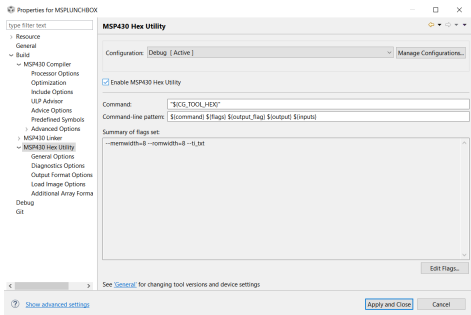 Properties for MSPLUNCHBOX
type filter text
MSP430 Hex Utility
Resource
General
Build
MSP430 Compiler
Processor Options
Optimization
Include Options
ULP Advisor
Advice Options
Predefined Symbols
Advanced Options
MSP430 Linker
MSP430 Hex Utility
General Options
Diagnostics Options
Output Format Options
Load Image Options
Additional Array Forma
Debug
Git
Configuration: Debug [ Active ]
Manage Configurations...
Enable MSP430 Hex Utility
Command: "${CG_TOOL_HEX}"
Command-line pattern: ${command} ${flags} ${output_flag} ${output} ${inputs}
Summary of flags set:
--memwidth=8 --romwidth=8 --ti_txt
Edit Flags...
See 'General' for changing tool versions and device settings
Show advanced settings
Apply and Close
Cancel